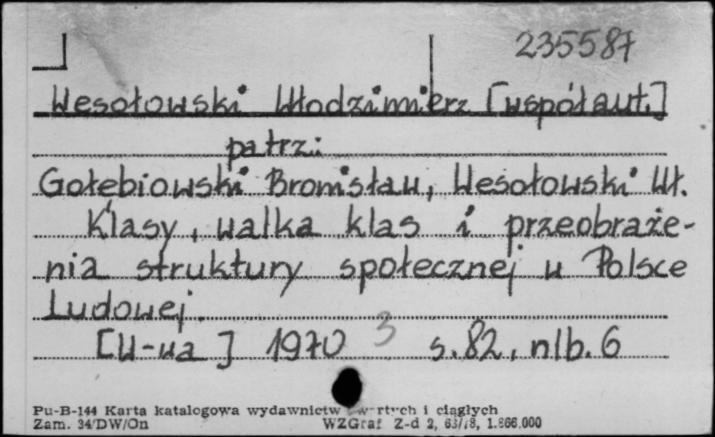 235587
Wesołowski Włodzimierz [współaut.]
patrz:
Gołębiowski Bronisław, Wesołowski Wł.
Klasy, walka klas i przeobraże-
nia struktury społecznej w Polsce
Ludowej.
[W-wa] 1970 3 s. 82, nlb. 6
Pu-B-144 Karta katalogowa wydawnictw zwartych i ciągłych
Zam. 34/DW/On WZGraf Z-d 2, 1.866.000